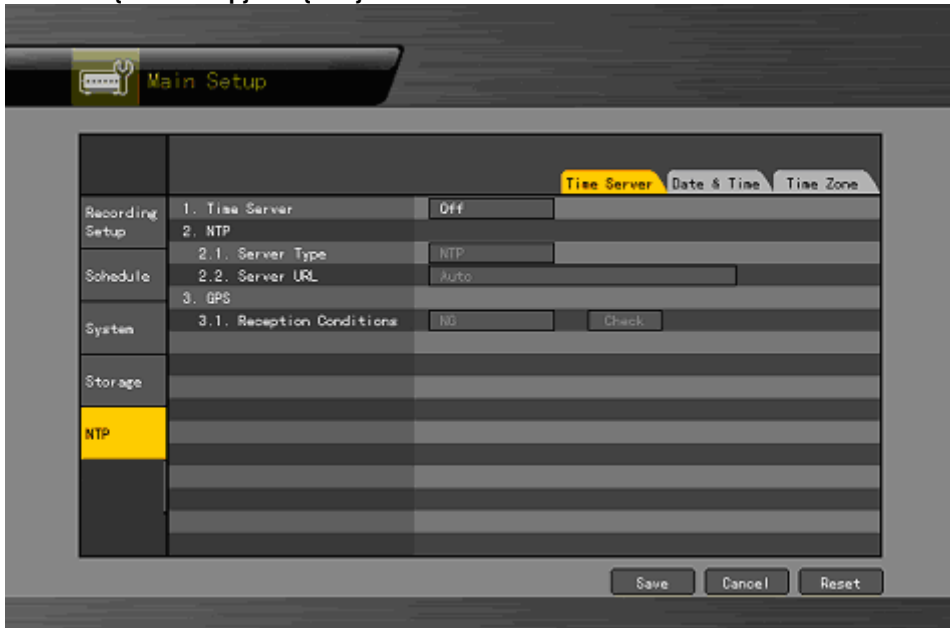 Main Setup
Time Server Date & Time Time Zone
Recording Setup
Schedule
System
Storage
NTP
1. Time Server Off
2. NTP
2.1. Server Type NTP
2.2. Server URL Auto
3. GPS
3.1. Reception Conditions NG Check
Save Cancel Reset